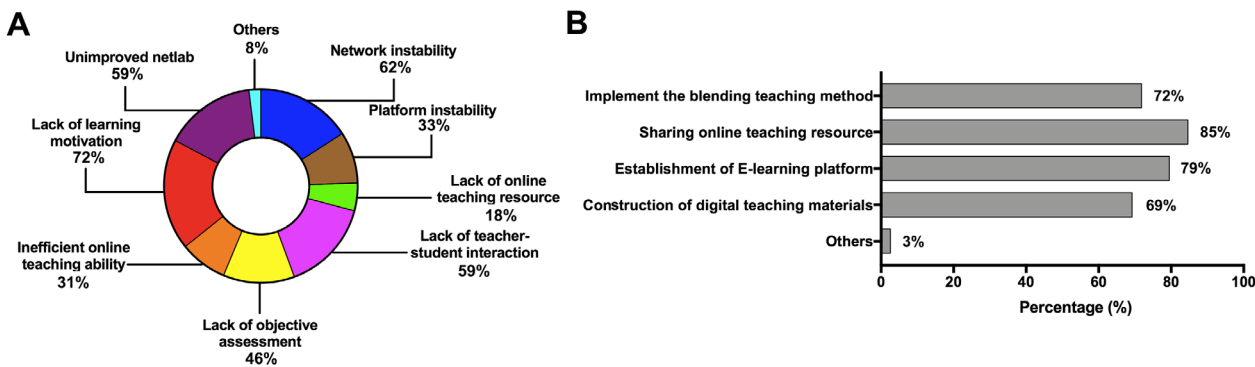 A
Others
8%
Network instability
62%
Unimproved netlab
59%
Platform instability
33%
Lack of learning
motivation
72%
Lack of online
teaching resource
18%
Lack of teacher-
student interaction
59%
Inefficient online
teaching ability
31%
Lack of objective
assessment
46%
B
Implement the blending teaching method 72%
Sharing online teaching resource 85%
Establishment of E-learning platform 79%
Construction of digital teaching materials 69%
Others 3%
0 20 40 60 80 100
Percentage (%)